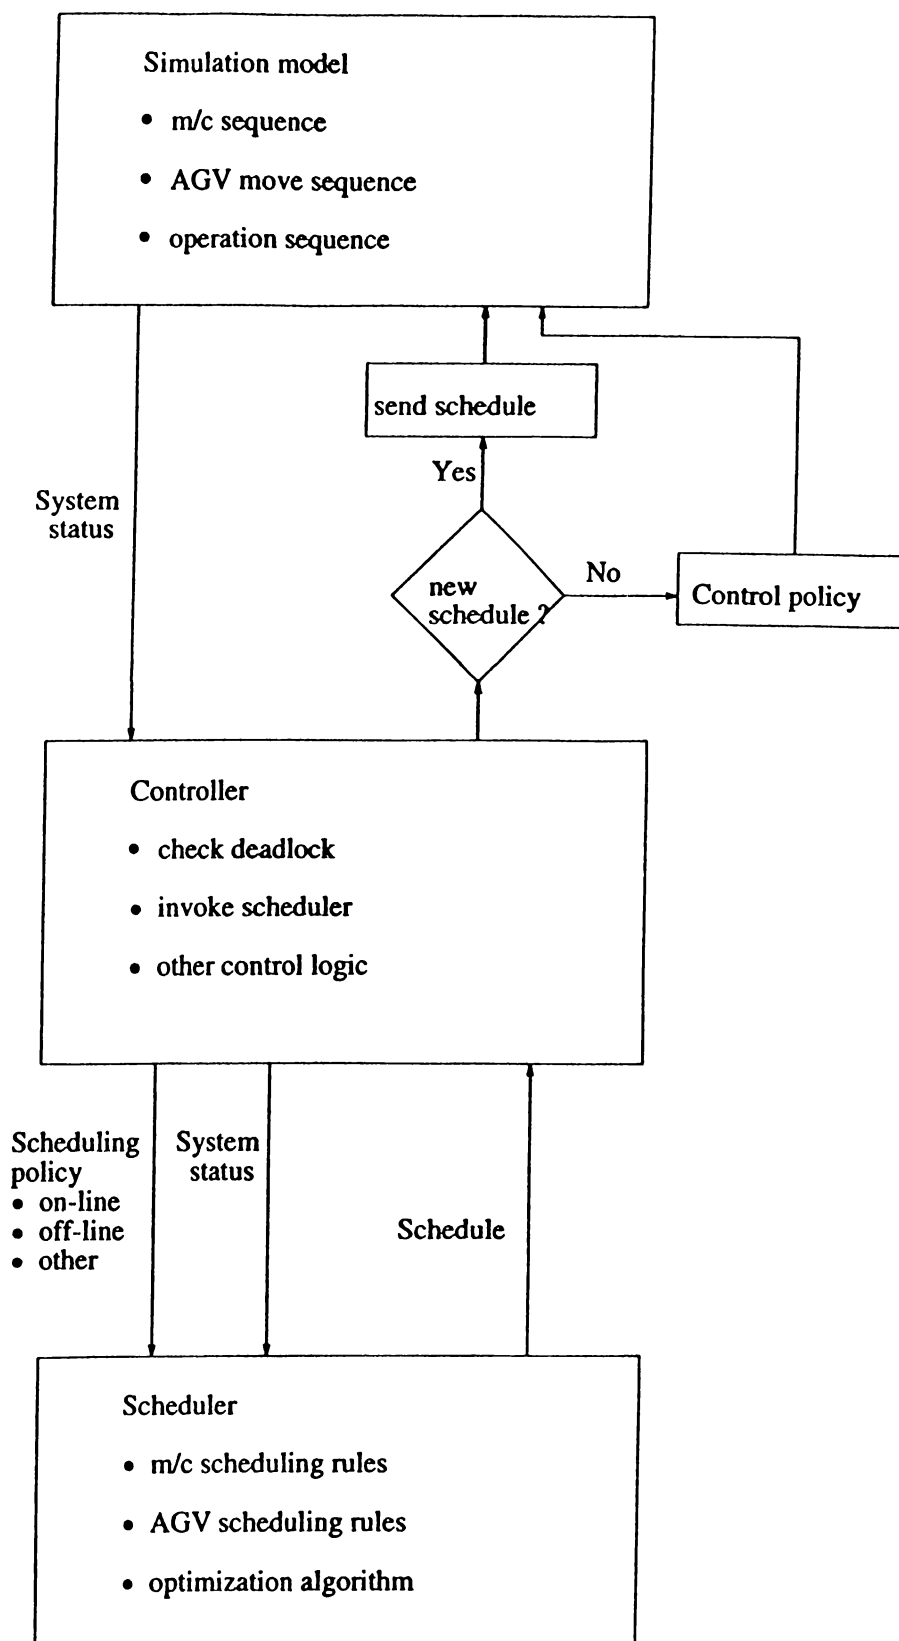 Simulation model
• m/c sequence
• AGV move sequence
• operation sequence
send schedule
Yes
System
status
new
schedule ?
No
Control policy
Controller
• check deadlock
• invoke scheduler
• other control logic
Scheduling
policy
• on-line
• off-line
• other
System
status
Schedule
Scheduler
• m/c scheduling rules
• AGV scheduling rules
• optimization algorithm